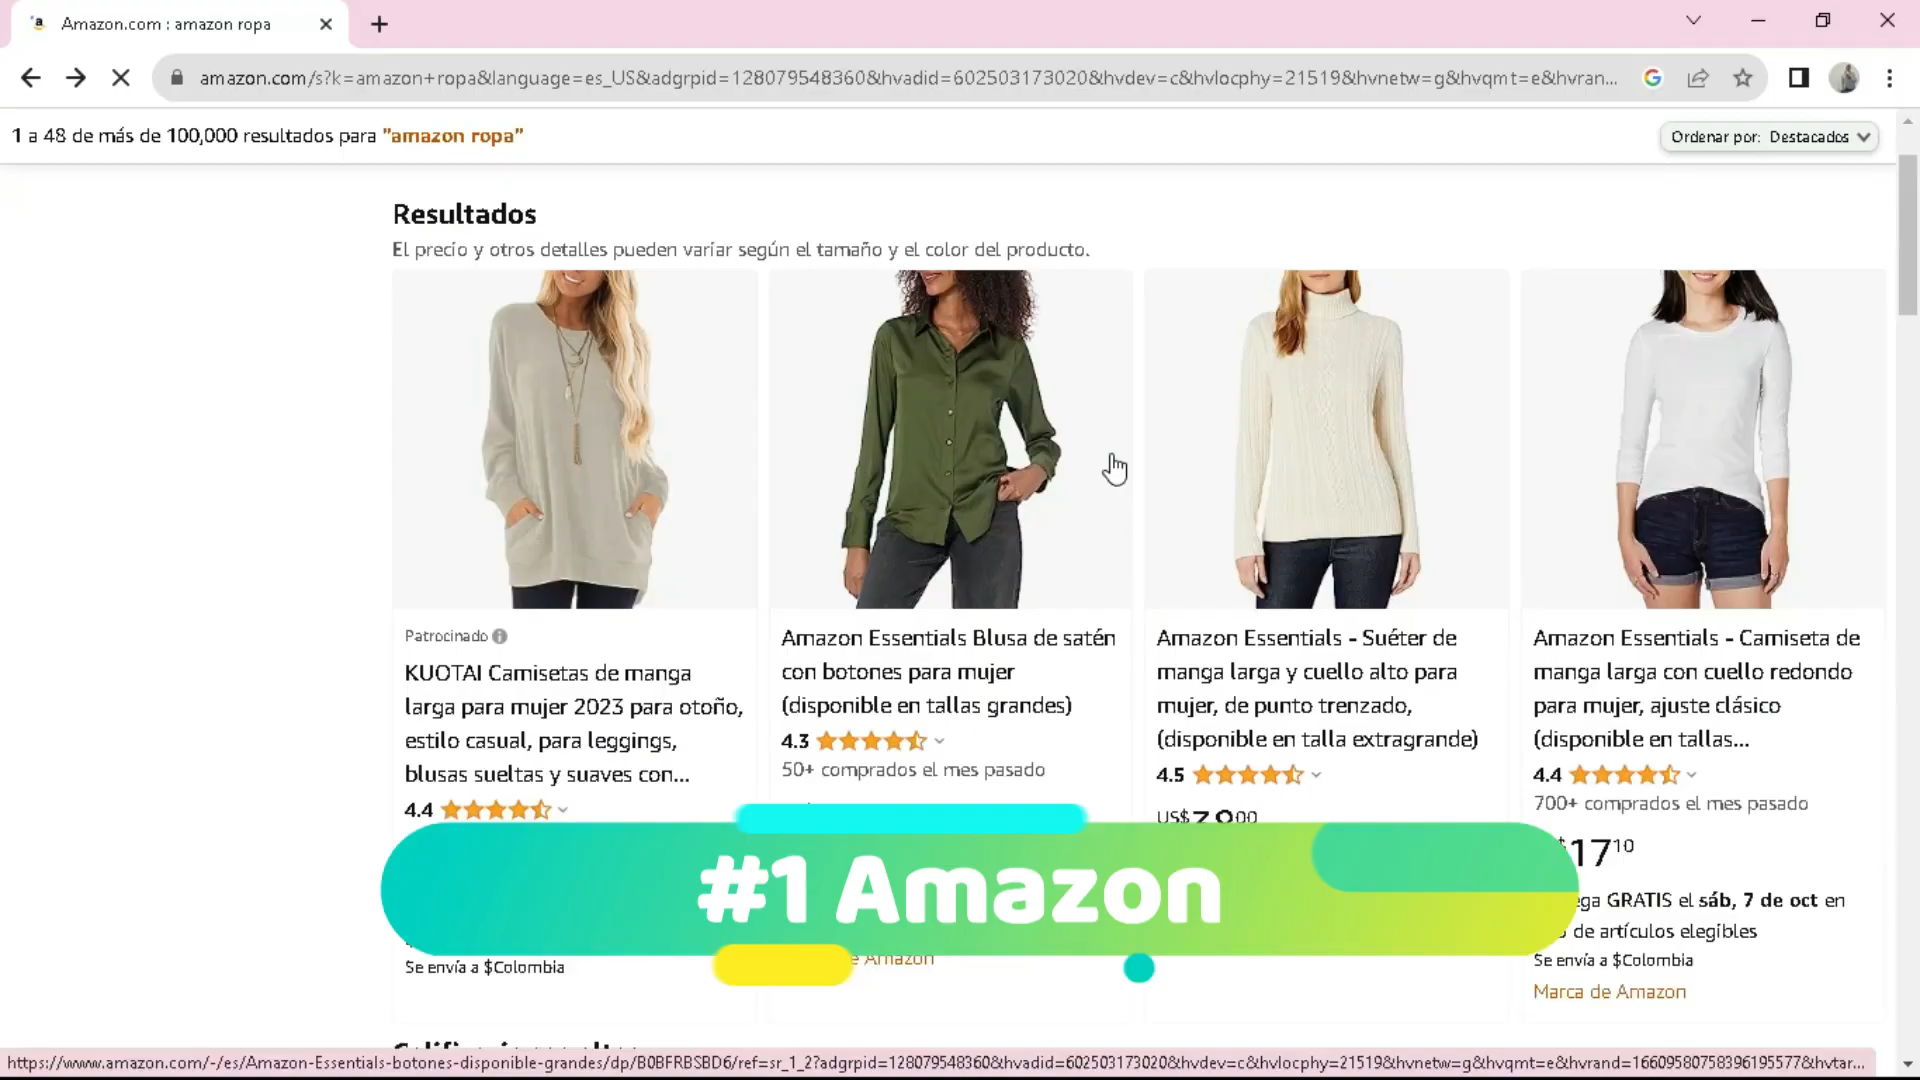 Amazon.com : amazon ropa
amazon.com/s?k=amazon+ropa&language=es_US&adgrpid=128079548360&hvadid=602503173020&hvdev=c&hvlocphy=21519&hvnetw=g&hvqmt=e&hvran...
1 a 48 de más de 100,000 resultados para "amazon ropa"
Ordenar por: Destacados
Resultados
El precio y otros detalles pueden variar según el tamaño y el color del producto.
Patrocinado
KUOTAI Camisetas de manga
larga para mujer 2023 para otoño,
estilo casual, para leggings,
blusas sueltas y suaves con...
4.4
Se envía a $Colombia
Amazon Essentials Blusa de satén
con botones para mujer
(disponible en tallas grandes)
4.3
50+ comprados el mes pasado
Amazon
Amazon Essentials - Suéter de
manga larga y cuello alto para
mujer, de punto trenzado,
(disponible en talla extragrande)
4.5
US$
Amazon Essentials - Camiseta de
manga larga con cuello redondo
para mujer, ajuste clásico
(disponible en tallas...
4.4
700+ comprados el mes pasado
17 10
GRATIS el sáb, 7 de oct en
de artículos elegibles
Se envía a $Colombia
Marca de Amazon
#1 Amazon
https://www.amazon.com/-/es/Amazon-Essentials-botones-disponible-grandes/dp/B0BFRBSBD6/ref=sr_1_2?adgrpid=128079548360&hvadid=602503173020&hvdev=c&hvlocphy=21519&hvnetw=g&hvqmt=e&hvrand=16609580758396195577&hvtar...